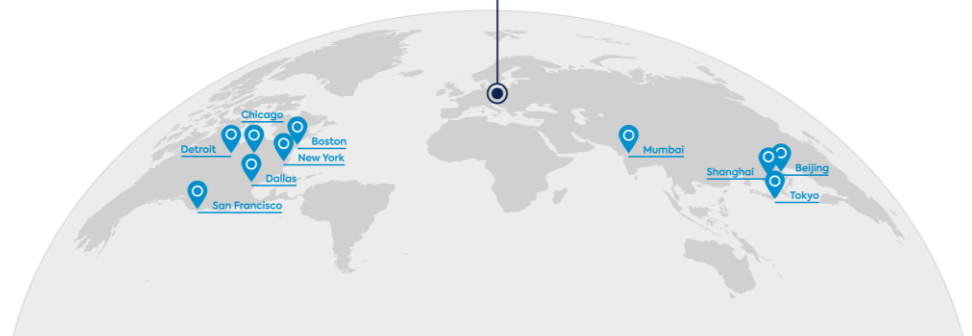 Chicago
Boston
Detroit
New York
Mumbai
Dallas
Shanghai
Beijing
Tokyo
San Francisco